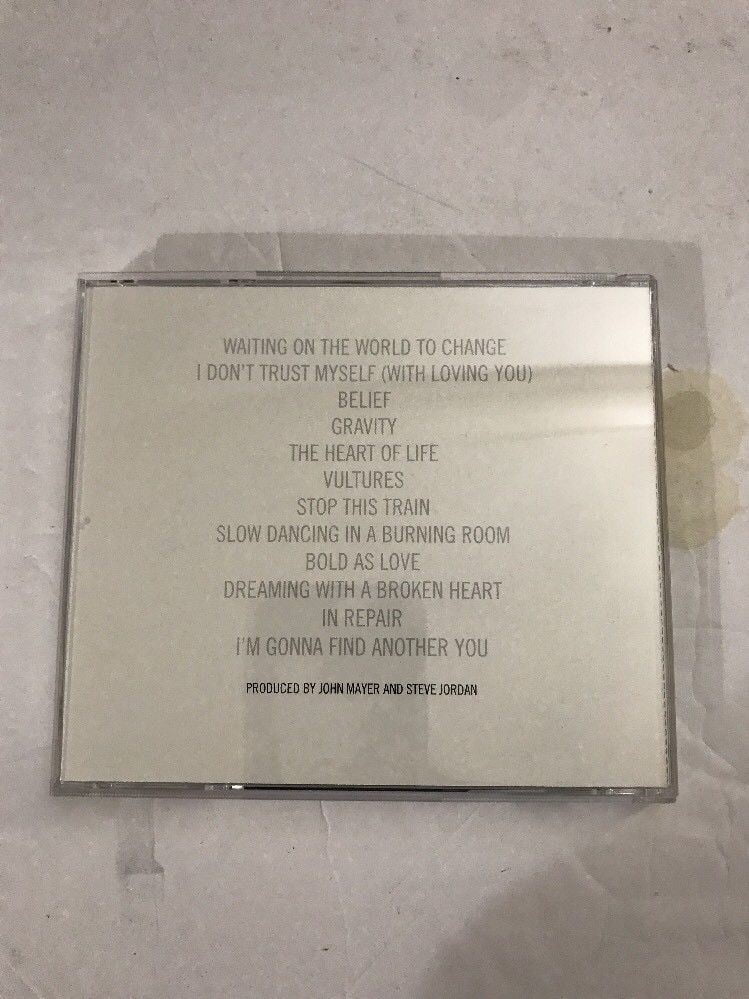 WAITING ON THE WORLD TO CHANGE
I DON'T TRUST MYSELF (WITH LOVING YOU)
BELIEF
GRAVITY
THE HEART OF LIFE
VULTURES
STOP THIS TRAIN
SLOW DANCING IN A BURNING ROOM
BOLD AS LOVE
DREAMING WITH A BROKEN HEART
IN REPAIR
I'M GONNA FIND ANOTHER YOU
PRODUCED BY JOHN MAYER AND STEVE JORDAN